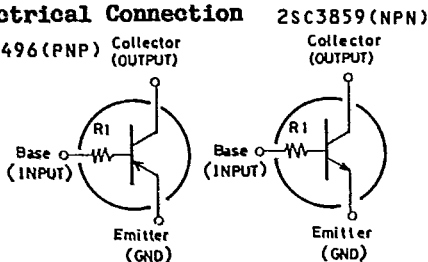 ctrical Connection
2SC3859(NPN)
496(PNP)
Collector
(OUTPUT)
Collector
(OUTPUT)
R1
R1
Base
(INPUT)
Base
(INPUT)
Emitter
(GND)
Emitter
(GND)